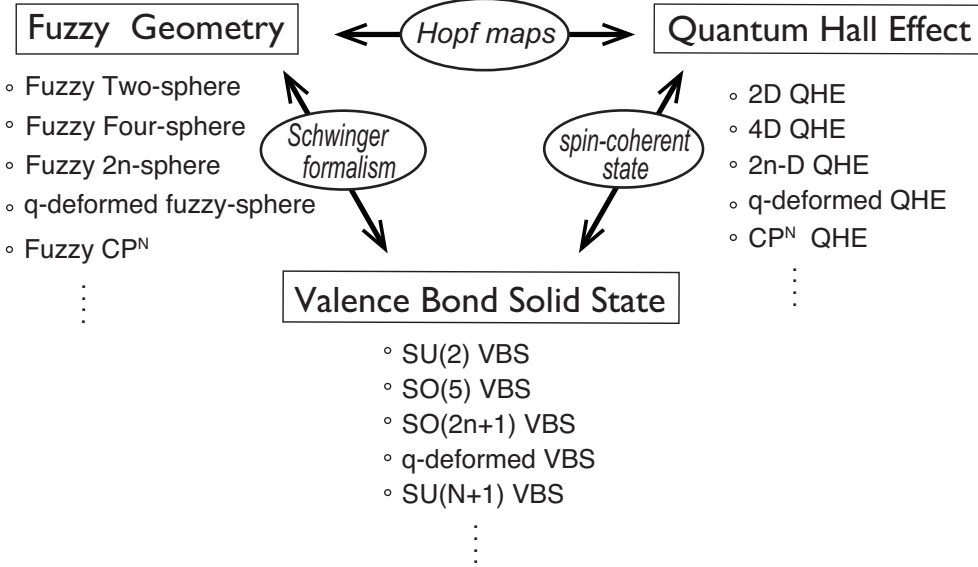 Fuzzy Geometry
Hopf maps
Quantum Hall Effect
◦ Fuzzy Two-sphere
◦ Fuzzy Four-sphere
◦ Fuzzy 2n-sphere
◦ q-deformed fuzzy-sphere
◦ Fuzzy CPᴺ
Schwinger
formalism
spin-coherent
state
◦ 2D QHE
◦ 4D QHE
◦ 2n-D QHE
◦ q-deformed QHE
◦ CPᴺ QHE
Valence Bond Solid State
◦ SU(2) VBS
◦ SO(5) VBS
◦ SO(2n+1) VBS
◦ q-deformed VBS
◦ SU(N+1) VBS